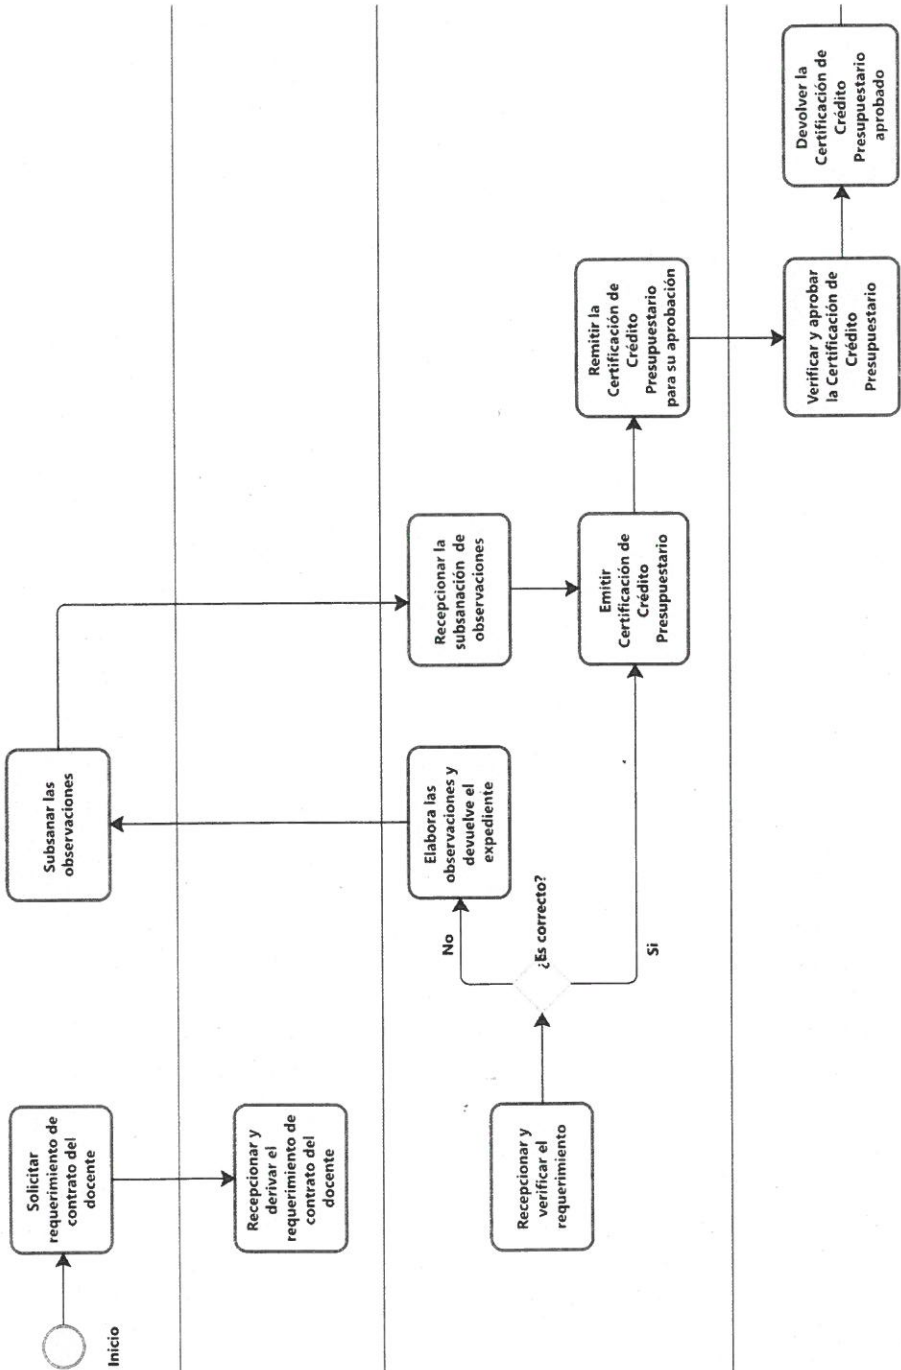 Inicio
Solicitar
requerimiento de
contrato del
docente
Recepcionar y
derivar el
requerimiento de
contrato del
docente
Recepcionar y
verificar el
requerimiento
¿Es correcto?
No
Si
Elabora las
observaciones y
devuelve el
expediente
Subsanar las
observaciones
Recepcionar la
subsanación de
observaciones
Emitir
Certificación de
Crédito
Presupuestario
Remitir la
Certificación de
Crédito
Presupuestario
para su aprobación
Verificar y aprobar
la Certificación de
Crédito
Presupuestario
Devolver la
Certificación de
Crédito
Presupuestario
aprobado